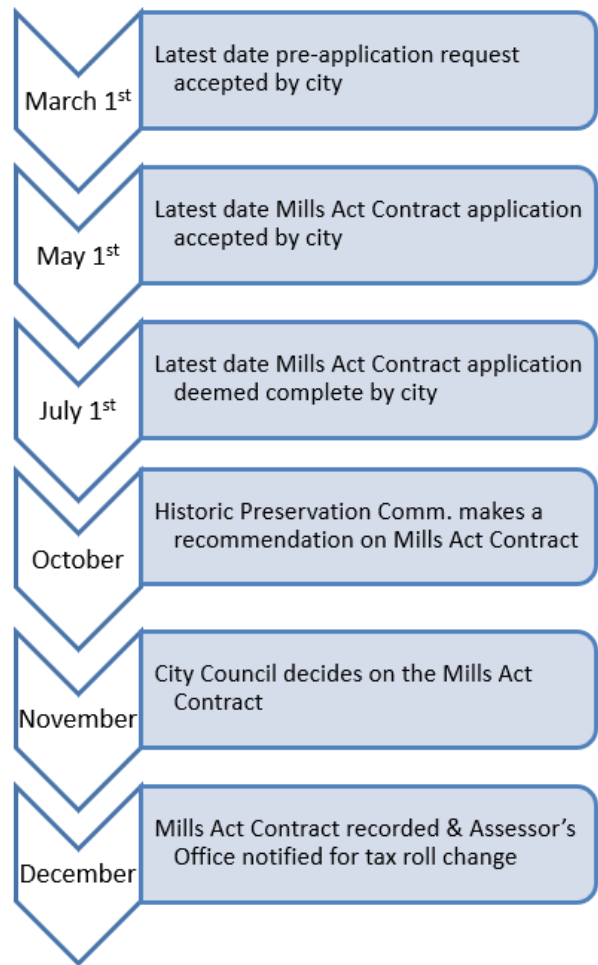 March 1st
Latest date pre-application request
accepted by city
May 1st
Latest date Mills Act Contract application
accepted by city
July 1st
Latest date Mills Act Contract application
deemed complete by city
October
Historic Preservation Comm. makes a
recommendation on Mills Act Contract
November
City Council decides on the Mills Act
Contract
December
Mills Act Contract recorded & Assessor’s
Office notified for tax roll change